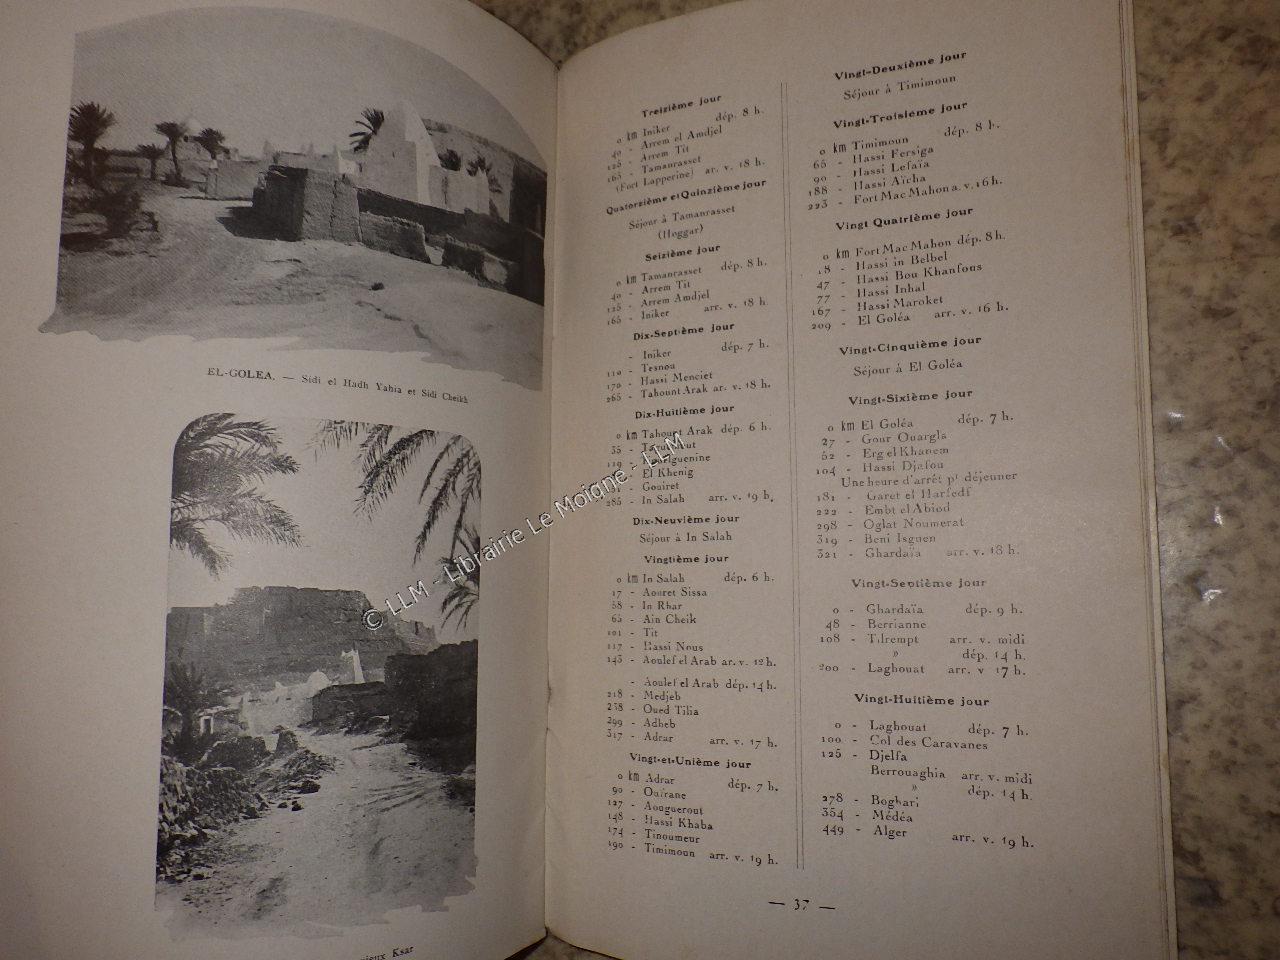 EL-GOLEA. — Sidi el Hadh Yahia et Sidi Cheikh
Ksar
© LLM - Librairie Le Moigne - LLM
Treizième jour
0 km Iniker dép. 8 h.
40 - Arrem el Amdjel
125 - Arrem Tit
165 - Tamanrasset
(Fort Lapperine) ar. v. 18 h.
Quatorzième et Quinzième jour
Séjour à Tamanrasset
(Hoggar)
Seizième jour
0 km Tamanrasset dép. 8 h.
40 - Arrem Tit
125 - Arrem Amdjel
165 - Iniker arr. v. 18 h.
Dix-Septième jour
- Iniker dép. 7 h.
110 - Tesnoa
170 - Hassi Menciet
265 - Tahount Arak ar. v. 18 h.
Dix-Huitième jour
0 km Tahount Arak dép. 6 h.
35 -
119
El Khenig
Gouiret
285 - In Salah arr. v. 19 h.
Dix-Neuvième jour
Séjour à In Salah
Vingtième jour
0 km In Salah dép. 6 h.
17 - Aouret Sissa
58 - In Rhar
65 - Ain Cheik
101 - Tit
117 - Hassi Nous
143 - Aoulef el Arab ar. v. 12 h.
- Aoulef el Arab dép. 14 h.
218 - Medjeb
238 - Oued Tilia
299 - Adheb
317 - Adrar arr. v. 17 h.
Vingt-et-Unième jour
0 km Adrar dép. 7 h.
90 - Oufrane
127 - Aouguerout
148 - Hassi Khaba
174 - Tinoumeur
190 - Timimoun arr. v. 19 h.
Vingt-Deuxième jour
Séjour à Timimoun
Vingt-Troisième jour
0 km Timimoun dép. 8 h.
65 - Hassi Fersiga
90 - Hassi Lefaïa
188 - Hassi Aïcha
223 - Fort Mac Mahon a. v. 16 h.
Vingt Quatrième jour
0 km Fort Mac Mahon dép. 8 h.
18 - Hassi in Belbel
47 - Hassi Bou Khanfous
77 - Hassi Inhal
167 - Hassi Maroket
209 - El Goléa arr. v. 16 h.
Vingt-Cinquième jour
Séjour à El Goléa
Vingt-Sixième jour
0 km El Goléa dép. 7 h.
27 - Gour Ouargla
52 - Erg el Khanem
104 - Hassi Djafou
Une heure d'arrêt pr déjeuner
181 - Garet el Harfedf
222 - Embt el Abiod
298 - Oglat Noumerat
319 - Beni Isguen
321 - Ghardaïa arr. v. 18 h.
Vingt-Septième jour
0 - Ghardaïa dép. 9 h.
48 - Berrianne
108 - Tilrempt arr. v. midi
» dép. 14 h.
200 - Laghouat arr. v 17 h.
Vingt-Huitième jour
0 - Laghouat dép. 7 h.
100 - Col des Caravanes
125 - Djelfa
Berrouaghia arr. v. midi
» dép. 14 h.
278 - Boghari
354 - Médéa
449 - Alger arr. v. 19 h.
— 37 —